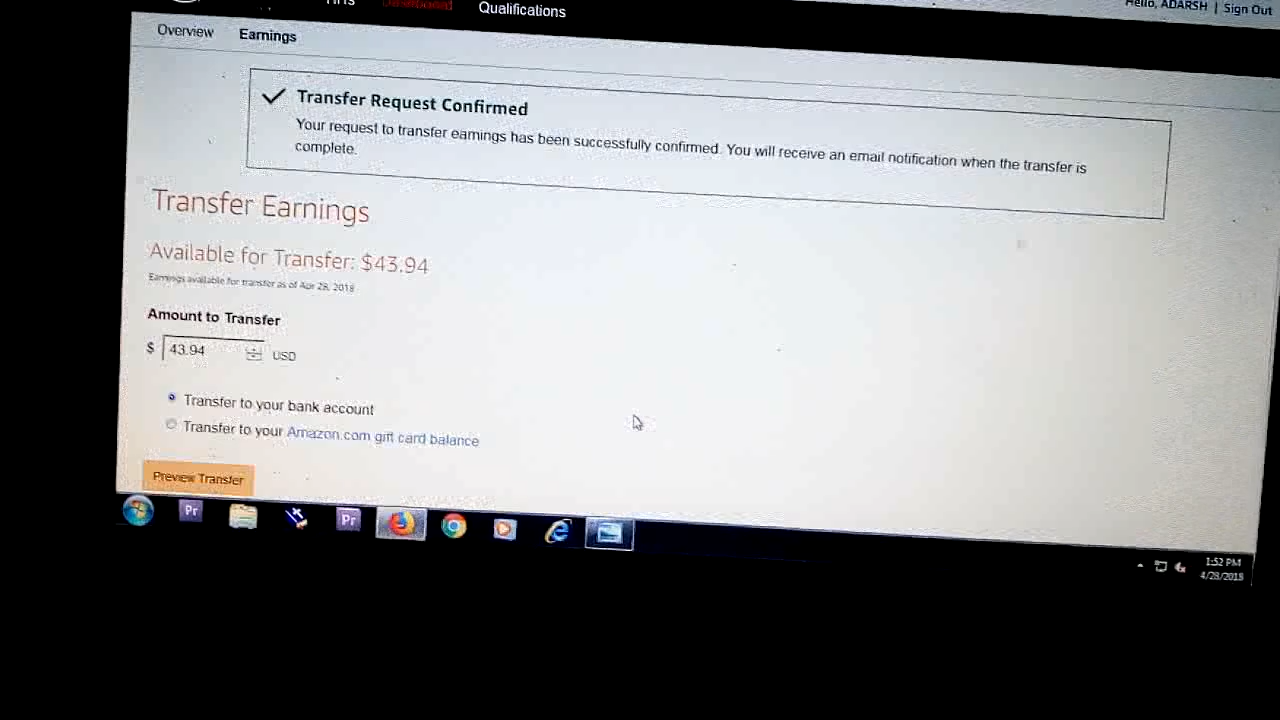 HITs Dashboard Qualifications Hello, ADARSH | Sign Out
Overview Earnings
Transfer Request Confirmed
Your request to transfer earnings has been successfully confirmed. You will receive an email notification when the transfer is
complete.
Transfer Earnings
Available for Transfer: $43.94
Earnings available for transfer as of Apr 28, 2018
Amount to Transfer
$ 43.94 USD
Transfer to your bank account
Transfer to your Amazon.com gift card balance
Preview Transfer
Pr Pr
1:52 PM
4/28/2018